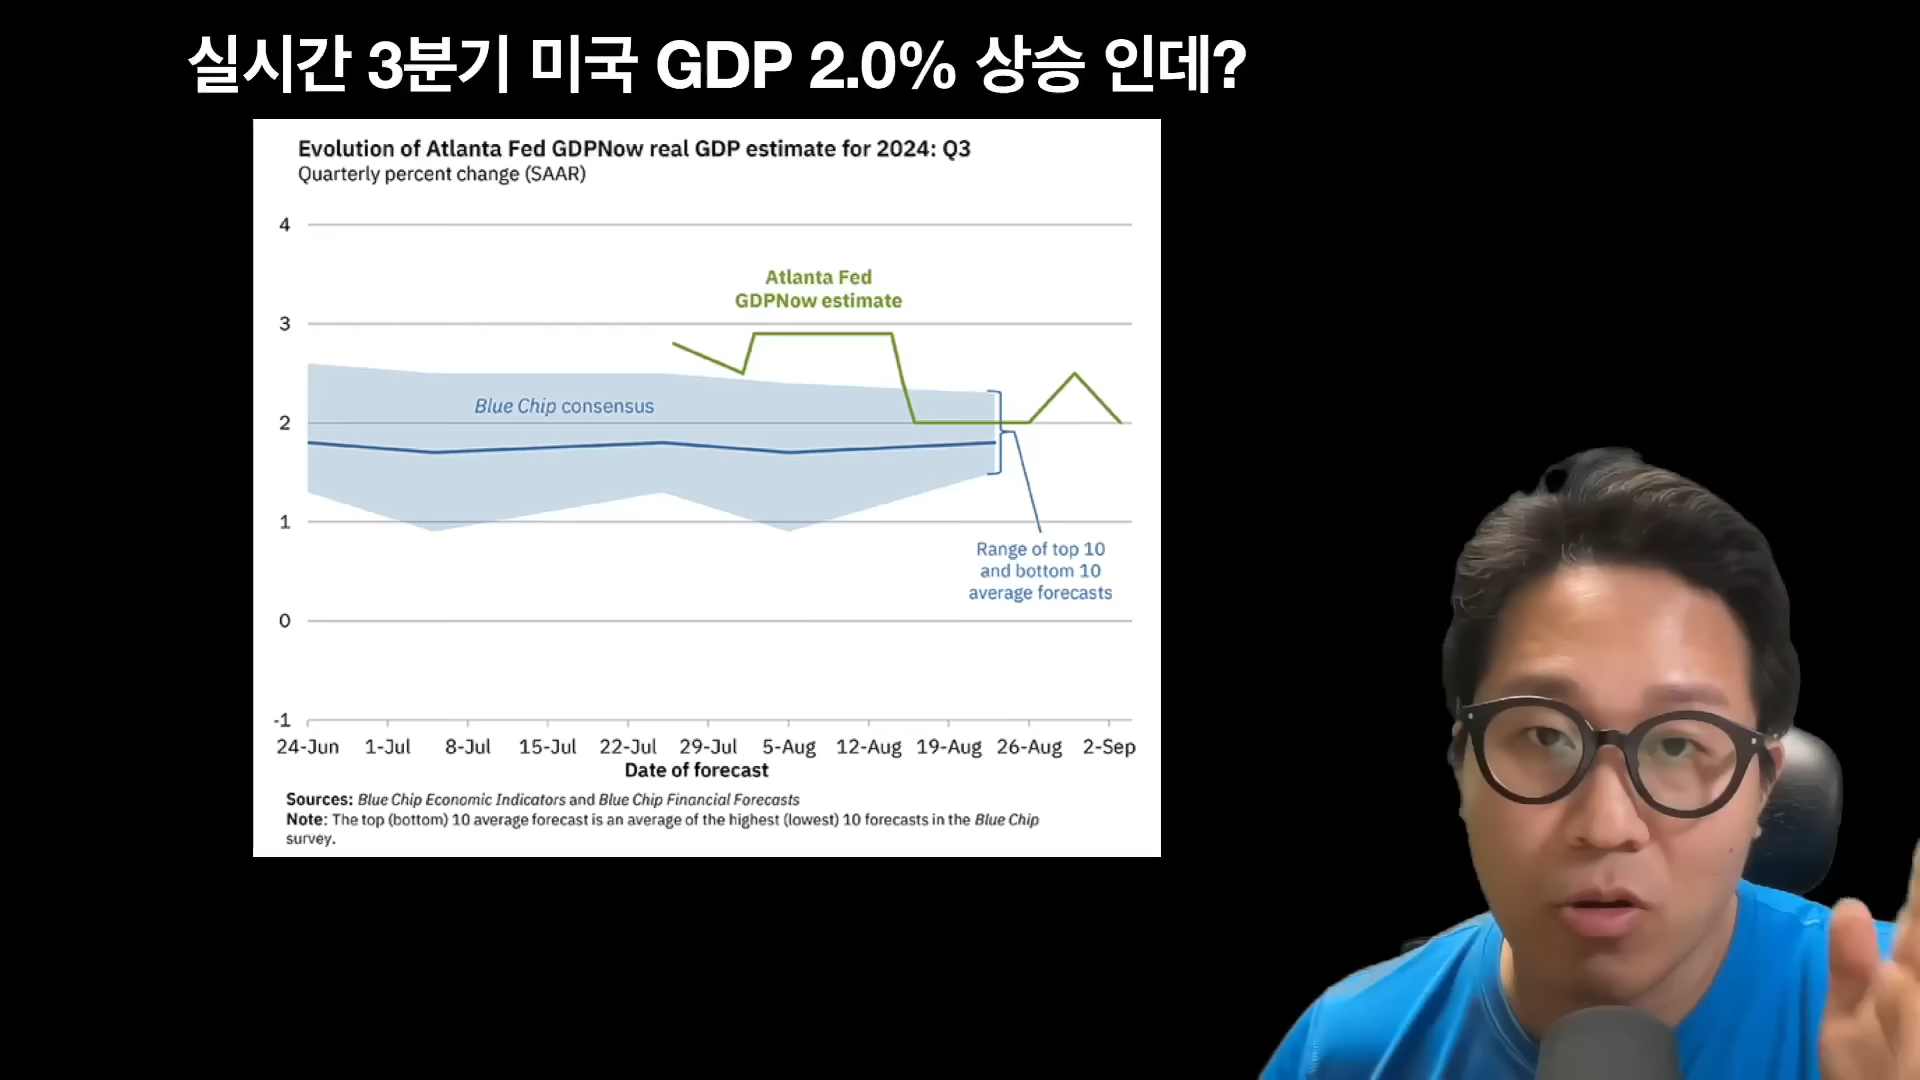 실시간 3분기 미국 GDP 2.0% 상승 인데?
Evolution of Atlanta Fed GDPNow real GDP estimate for 2024: Q3
Quarterly percent change (SAAR)
4
Atlanta Fed
GDPNow estimate
3
Blue Chip consensus
2
1
Range of top 10
and bottom 10
average forecasts
0
-1
24-Jun 1-Jul 8-Jul 15-Jul 22-Jul 29-Jul 5-Aug 12-Aug 19-Aug 26-Aug 2-Sep
Date of forecast
Sources: Blue Chip Economic Indicators and Blue Chip Financial Forecasts
Note: The top (bottom) 10 average forecast is an average of the highest (lowest) 10 forecasts in the Blue Chip
survey.